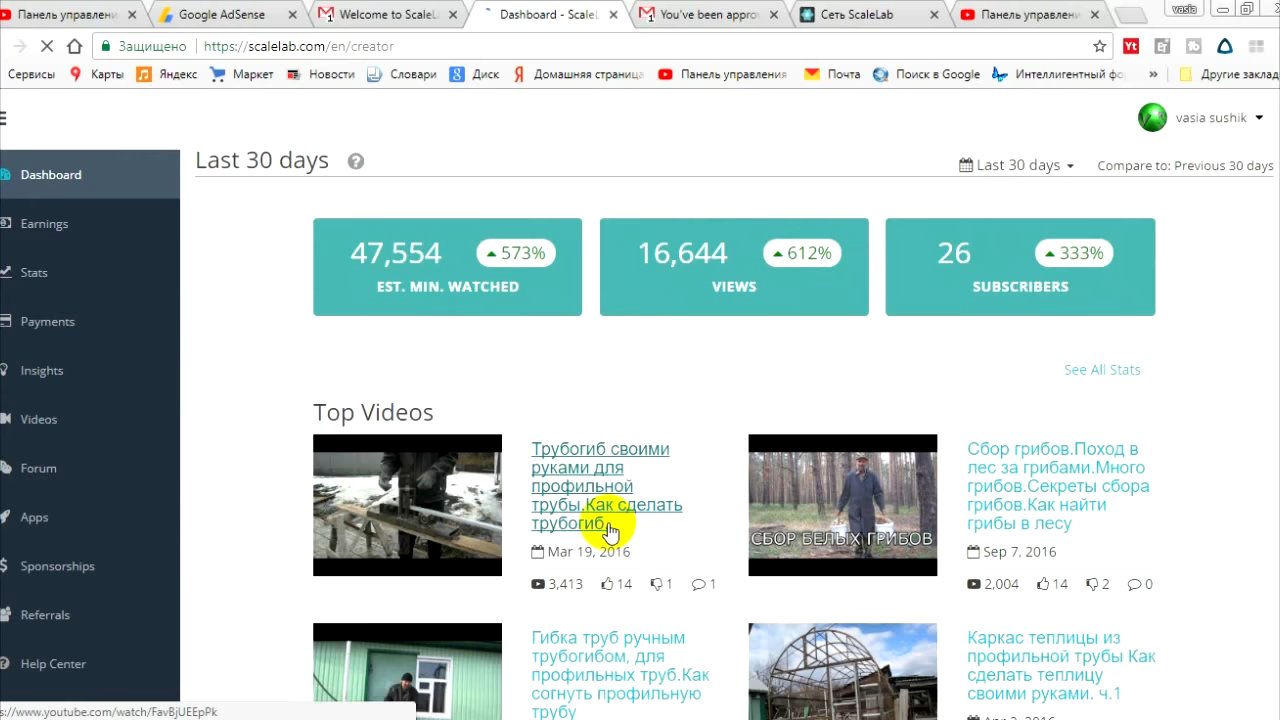 Панель управлени
Google AdSense
Welcome to ScaleL
Dashboard - ScaleL
You've been appro
Сеть ScaleLab
Панель управлени
vasia
Защищено
https://scalelab.com/en/creator
Сервисы
Карты
Яндекс
Маркет
Новости
Словари
Диск
Домашняя страница
Панель управления
Почта
Поиск в Google
Интеллигентный фо
»
Другие заклад
vasia sushik
Last 30 days
Last 30 days
Compare to: Previous 30 days
Dashboard
Earnings
Stats
Payments
Insights
Videos
Forum
Apps
Sponsorships
Referrals
Help Center
47,554
573%
EST. MIN. WATCHED
16,644
612%
VIEWS
26
333%
SUBSCRIBERS
See All Stats
Top Videos
Трубогиб своими
руками для
профильной
трубы.Как сделать
трубогиб.
Mar 19, 2016
3,413 14 1 1
СБОР БЕЛЫХ ГРИБОВ
Сбор грибов.Поход в
лес за грибами.Много
грибов.Секреты сбора
грибов.Как найти
грибы в лесу
Sep 7, 2016
2,004 14 2 0
Гибка труб ручным
трубогибом, для
профильных труб.Как
согнуть профильную
трубу
Каркас теплицы из
профильной трубы Как
сделать теплицу
своими руками. ч.1
Apr 2, 2016
s://www.youtube.com/watch/FavBjUEEpPk